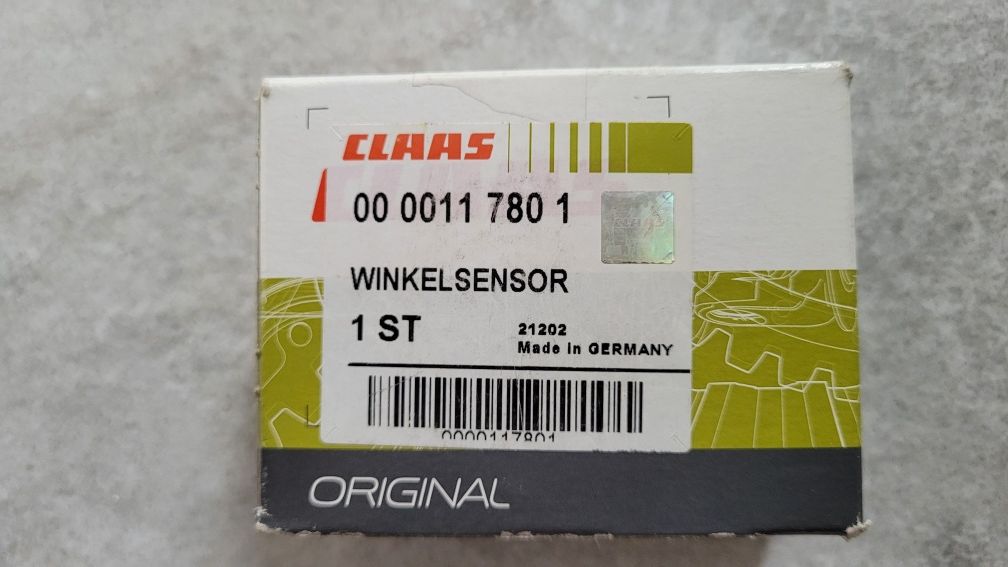 CLAAS
00 0011 780 1
WINKELSENSOR
1 ST
21202
Made in GERMANY
0000117801
ORIGINAL